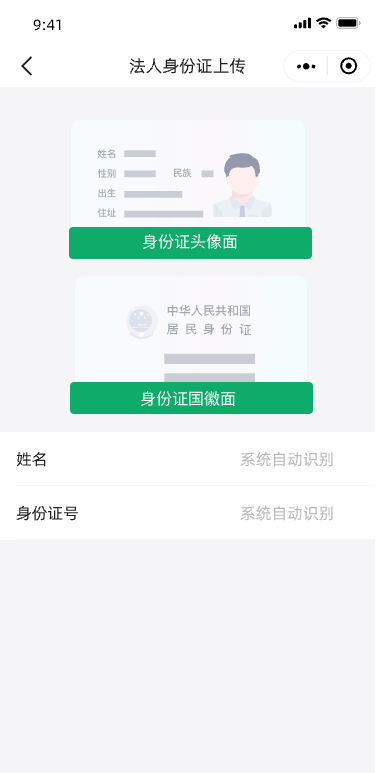 9:41
法人身份证上传
姓名
性别 民族
出生
住址
身份证头像面
中华人民共和国
居民身份证
身份证国徽面
姓名 系统自动识别
身份证号 系统自动识别